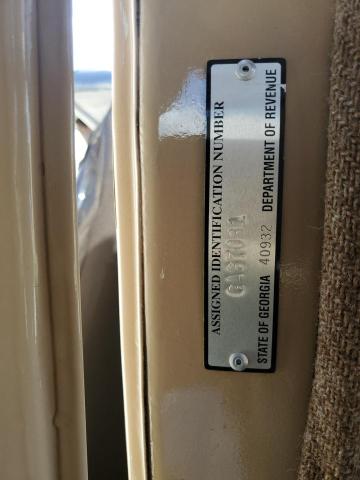 ASSIGNED IDENTIFICATION NUMBER
STATE OF GEORGIA 40932 DEPARTMENT OF REVENUE